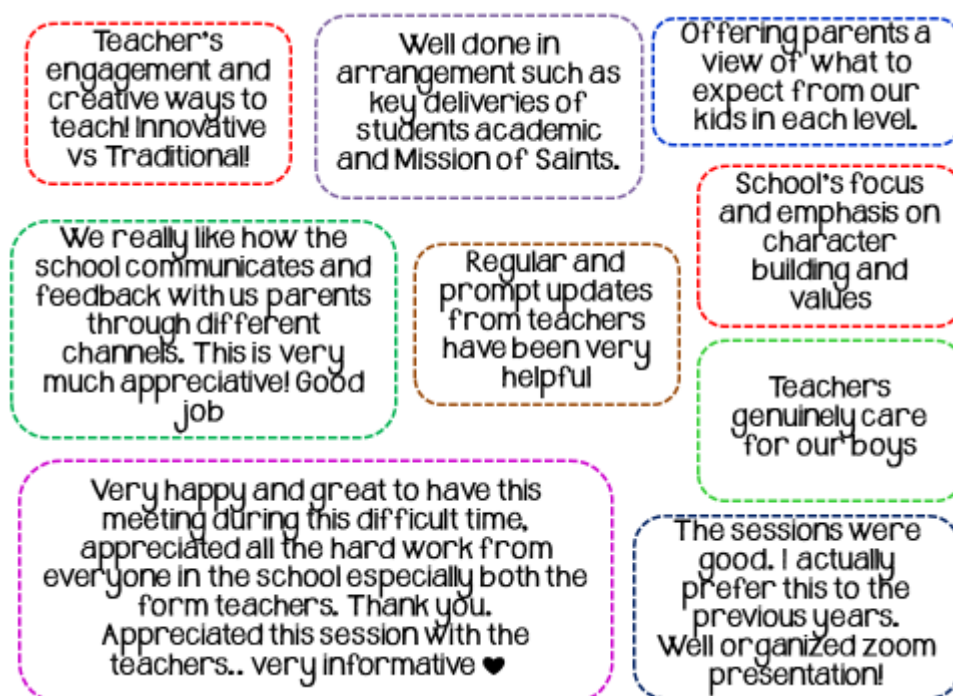 Teacher's
engagement and
creative ways to
teach! Innovative
vs Traditional!
Well done in
arrangement such as
key deliveries of
students academic
and Mission of Saints.
Offering parents a
view of what to
expect from our
kids in each level.
School's focus
and emphasis on
character
building and
values
We really like how the
school communicates and
feedback with us parents
through different
channels. This is very
much appreciative! Good
job
Regular and
prompt updates
from teachers
have been very
helpful
Teachers
genuinely care
for our boys
Very happy and great to have this
meeting during this difficult time,
appreciated all the hard work from
everyone in the school especially both the
form teachers. Thank you.
Appreciated this session with the
teachers.. very informative ♥
The sessions were
good. I actually
prefer this to the
previous years.
Well organized zoom
presentation!